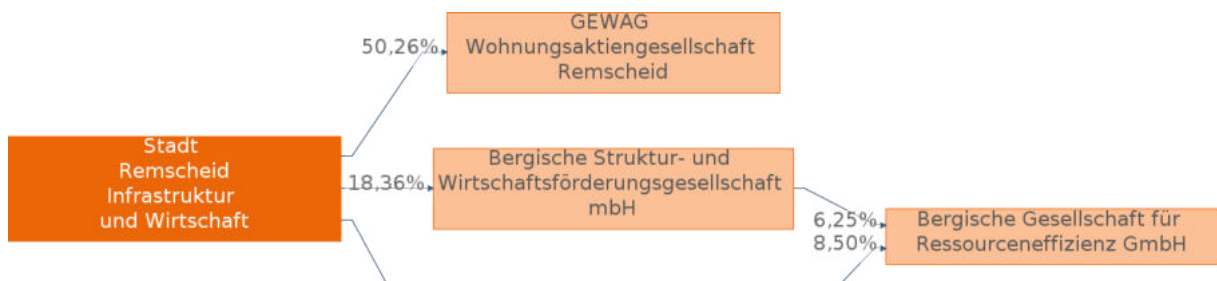 GEWAG
50,26%
Wohnungsaktiengesellschaft
Remscheid
Stadt
Remscheid
Infrastruktur
und Wirtschaft
18,36%
Bergische Struktur- und
Wirtschaftsförderungsgesellschaft
mbH
6,25%
8,50%
Bergische Gesellschaft für
Ressourceneffizienz GmbH